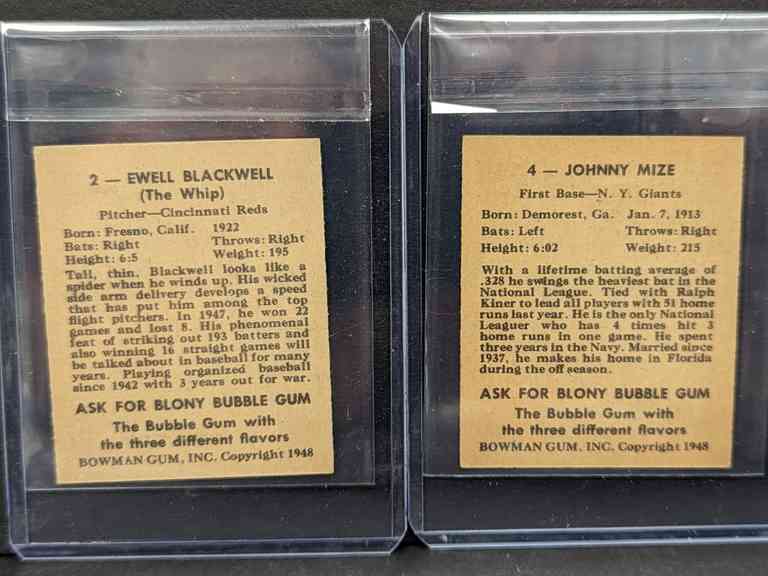 2 — EWELL BLACKWELL
(The Whip)
Pitcher—Cincinnati Reds
Born: Fresno, Calif. 1922
Bats: Right Throws: Right
Height: 6:5 Weight: 195
Tall, thin. Blackwell looks like a
spider when he winds up. His wicked
side arm delivery develops a speed
that has put him among the top
flight pitchers. In 1947, he won 22
games and lost 8. His phenomenal
feat of striking out 193 batters and
also winning 16 straight games will
be talked about in baseball for many
years. Playing organized baseball
since 1942 with 3 years out for war.
ASK FOR BLONY BUBBLE GUM
The Bubble Gum with
the three different flavors
BOWMAN GUM, INC. Copyright 1948
4 — JOHNNY MIZE
First Base—N. Y. Giants
Born: Demorest, Ga. Jan. 7, 1913
Bats: Left Throws: Right
Height: 6:02 Weight: 215
With a lifetime batting average of
.328 he swings the heaviest bat in the
National League. Tied with Ralph
Kiner to lead all players with 51 home
runs last year. He is the only National
Leaguer who has 4 times hit 3
home runs in one game. He spent
three years in the Navy. Married since
1937, he makes his home in Florida
during the off season.
ASK FOR BLONY BUBBLE GUM
The Bubble Gum with
the three different flavors
BOWMAN GUM, INC. Copyright 1948